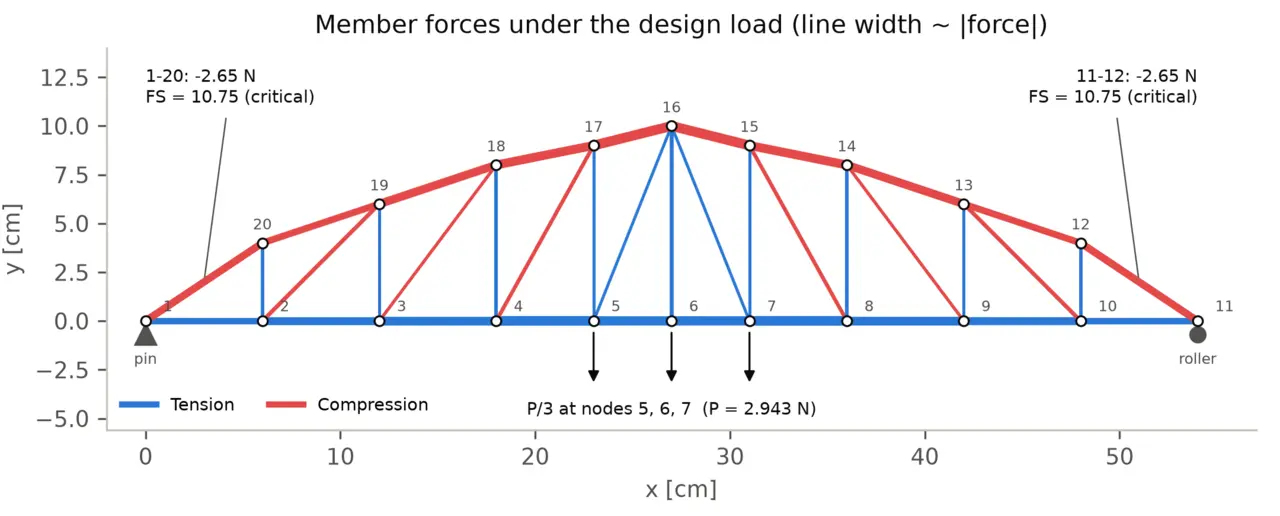 Member forces under the design load (line width ~ |force|)
1-20: -2.65 N
FS = 10.75 (critical)
11-12: -2.65 N
FS = 10.75 (critical)
y [cm]
12.5
10.0
7.5
5.0
2.5
0.0
−2.5
−5.0
16
17
15
18
14
19
13
20
12
1
2
3
4
5
6
7
8
9
10
11
pin
roller
Tension
Compression
P/3 at nodes 5, 6, 7 (P = 2.943 N)
0
10
20
30
40
50
x [cm]